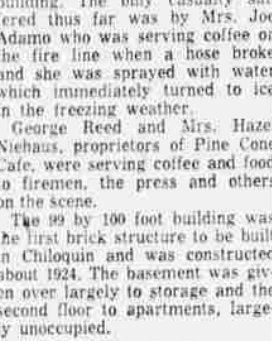 building. The only casualty suf-
fered thus far was by Mrs. Joe
Adamo who was serving coffee on
the fire line when a hose broke
and she was sprayed with water
which immediately turned to ice
in the freezing weather.
George Reed and Mrs. Haze
Niehaus, proprietors of Pine Cone
Cafe, were serving coffee and food
to firemen, the press and others
on the scene.
The 99 by 100 foot building was
he first brick structure to be built
in Chiloquin and was constructed
about 1924. The basement was giv-
en over largely to storage and the
second floor to apartments, large-
ly unoccupied.